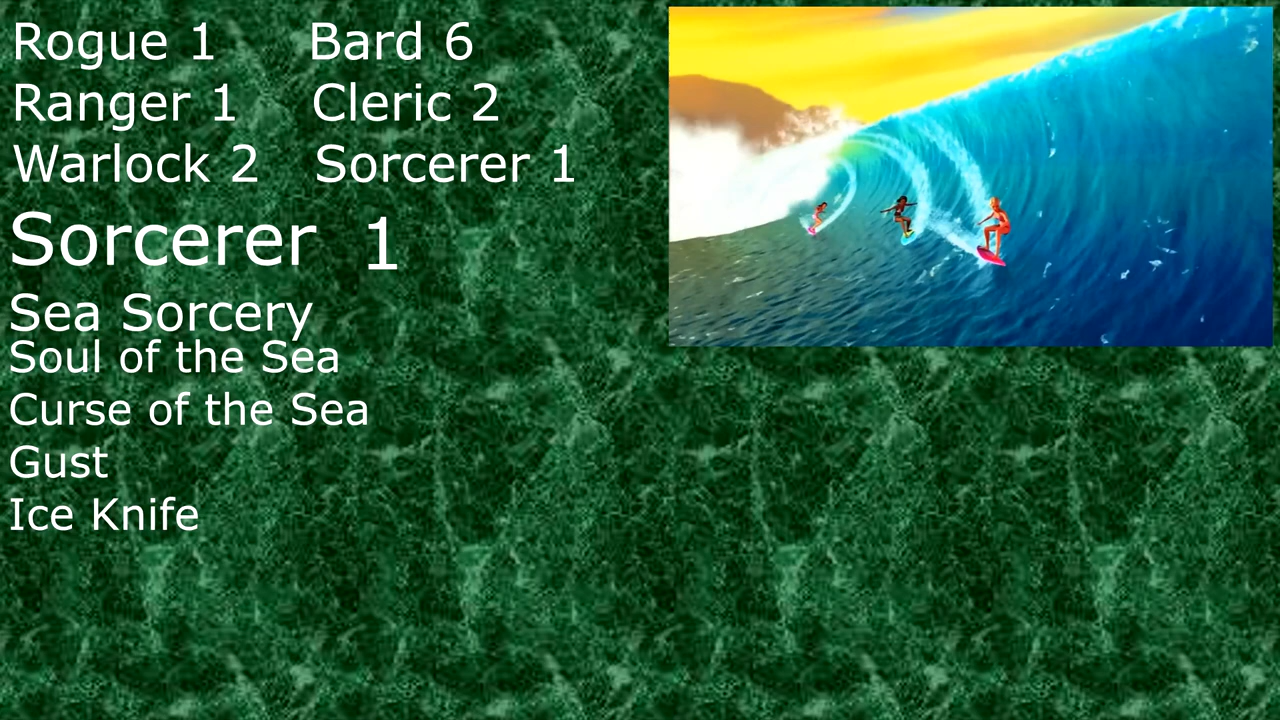 Rogue 1 Bard 6
Ranger 1 Cleric 2
Warlock 2 Sorcerer 1
Sorcerer 1
Sea Sorcery
Soul of the Sea
Curse of the Sea
Gust
Ice Knife